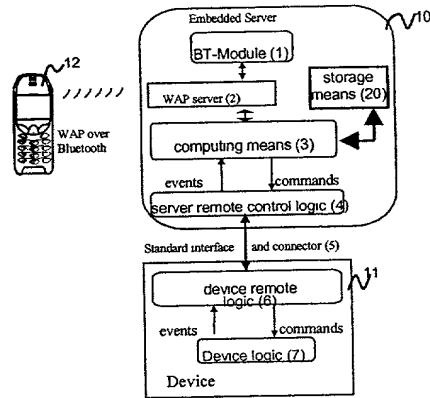 Embedded Server
10
BT-Module (1)
12
storage
means (20)
WAP server (2)
WAP over
Bluetooth
computing means (3)
events
commands
server remote control logic (4)
Standard interface and connector (5)
11
device remote
logic (6)
events
commands
Device logic (7)
Device